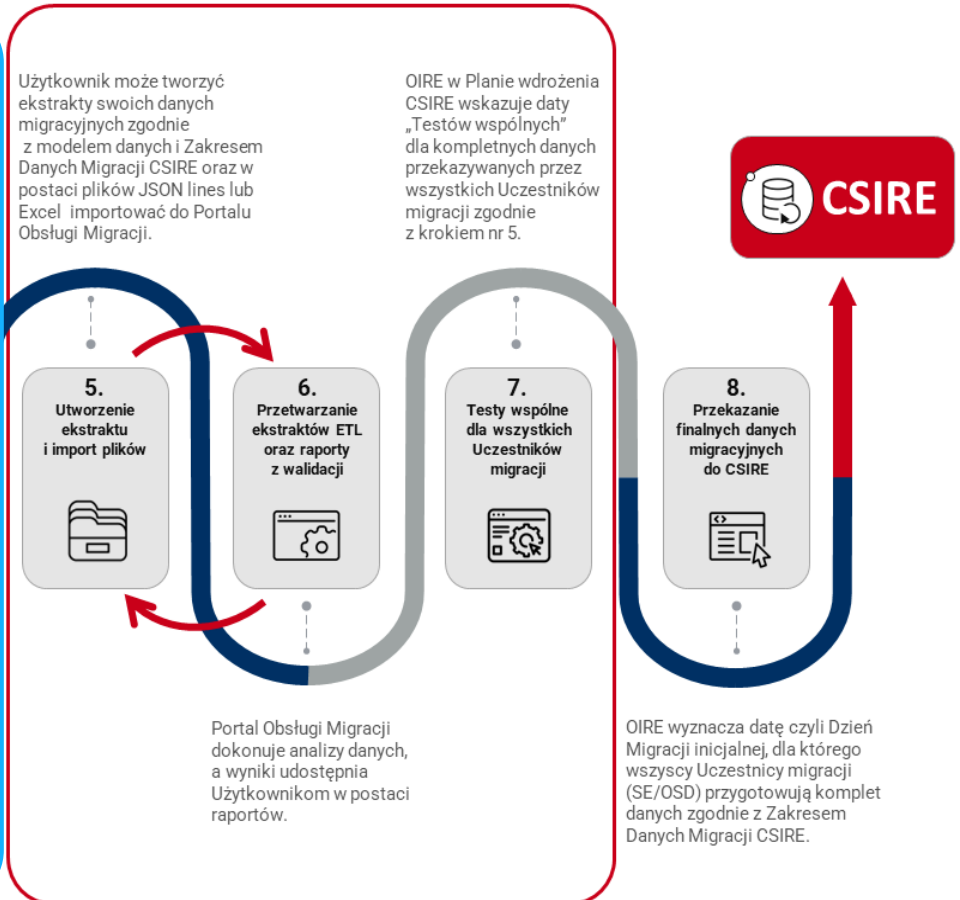 Użytkownik może tworzyć
ekstrakty swoich danych
migracyjnych zgodnie
z modelem danych i Zakresem
Danych Migracji CSIRE oraz w
postaci plików JSON lines lub
Excel importować do Portalu
Obsługi Migracji.
OIRE w Planie wdrożenia
CSIRE wskazuje daty
„Testów wspólnych”
dla kompletnych danych
przekazywanych przez
wszystkich Uczestników
migracji zgodnie
z krokiem nr 5.
CSIRE
5.
Utworzenie
ekstraktu
i import plików
6.
Przetwarzanie
ekstraktów ETL
oraz raporty
z walidacji
7.
Testy wspólne
dla wszystkich
Uczestników
migracji
8.
Przekazanie
finalnych danych
migracyjnych
do CSIRE
Portal Obsługi Migracji
dokonuje analizy danych,
a wyniki udostępnia
Użytkownikom w postaci
raportów.
OIRE wyznacza datę czyli Dzień
Migracji inicjalnej, dla którego
wszyscy Uczestnicy migracji
(SE/OSD) przygotowują komplet
danych zgodnie z Zakresem
Danych Migracji CSIRE.